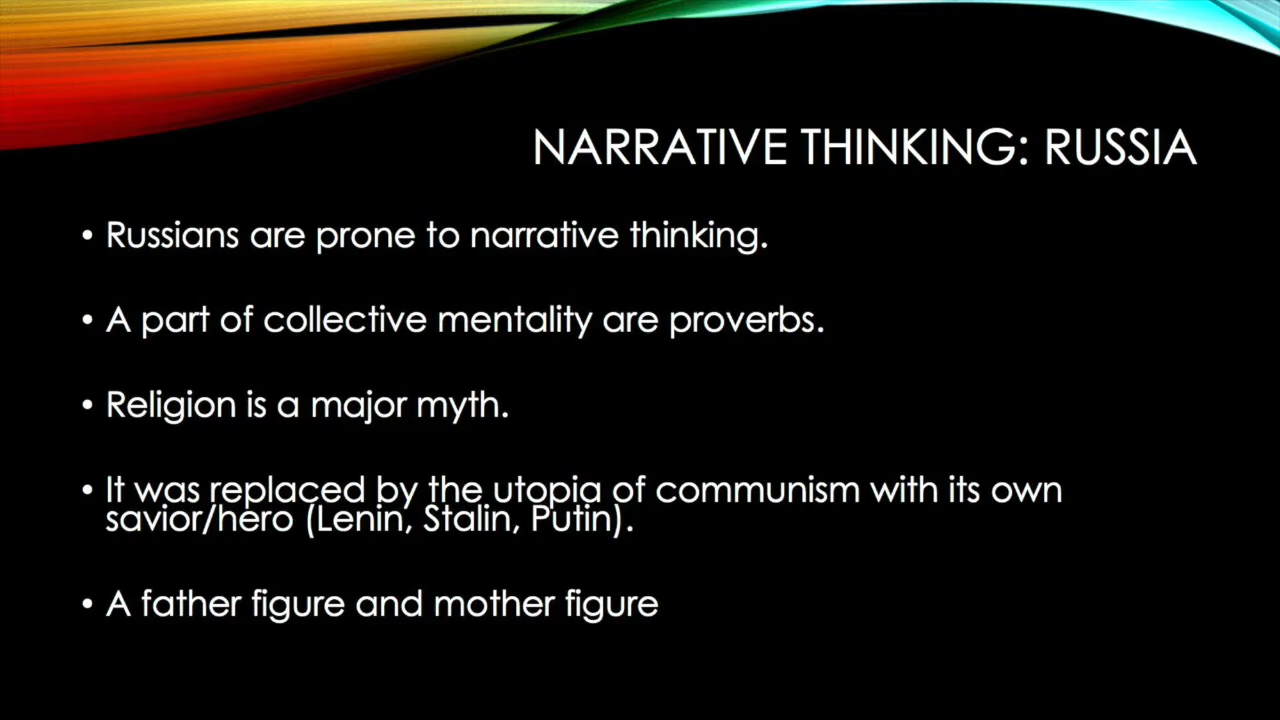 NARRATIVE THINKING: RUSSIA
• Russians are prone to narrative thinking.
• A part of collective mentality are proverbs.
• Religion is a major myth.
• It was replaced by the utopia of communism with its own
savior/hero (Lenin, Stalin, Putin).
• A father figure and mother figure